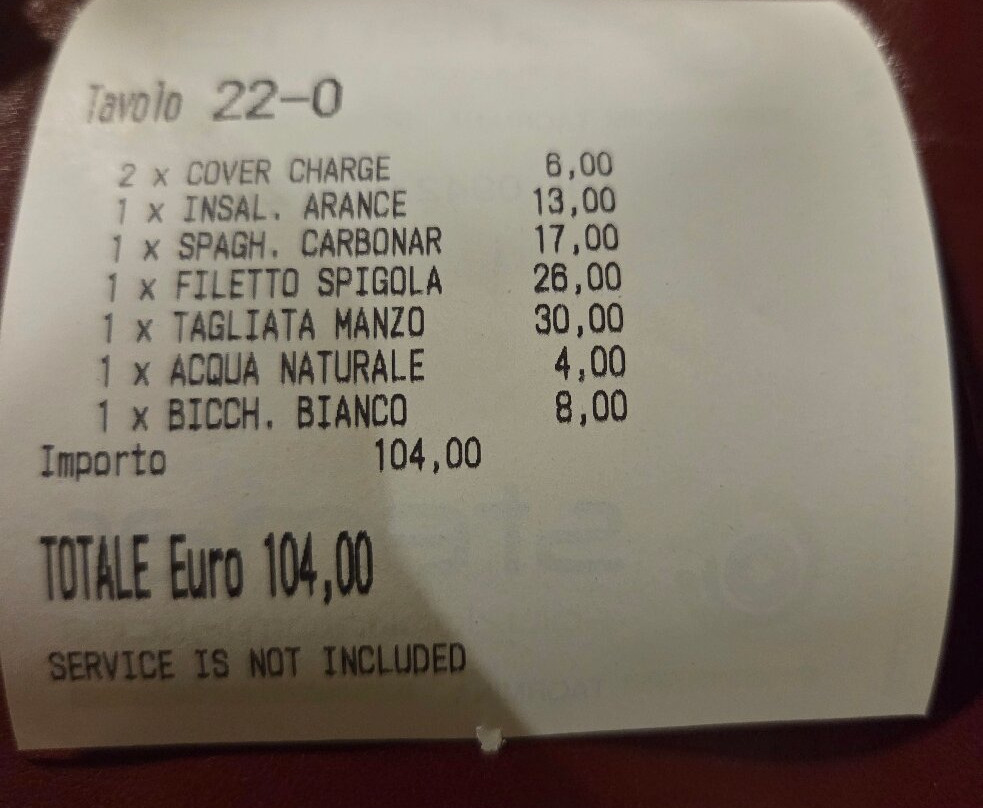 Tavolo 22-0
2 x COVER CHARGE 6,00
1 x INSAL. ARANCE 13,00
1 x SPAGH. CARBONAR 17,00
1 x FILETTO SPIGOLA 26,00
1 x TAGLIATA MANZO 30,00
1 x ACQUA NATURALE 4,00
1 x BICCH. BIANCO 8,00
Importo 104,00
TOTALE Euro 104,00
SERVICE IS NOT INCLUDED